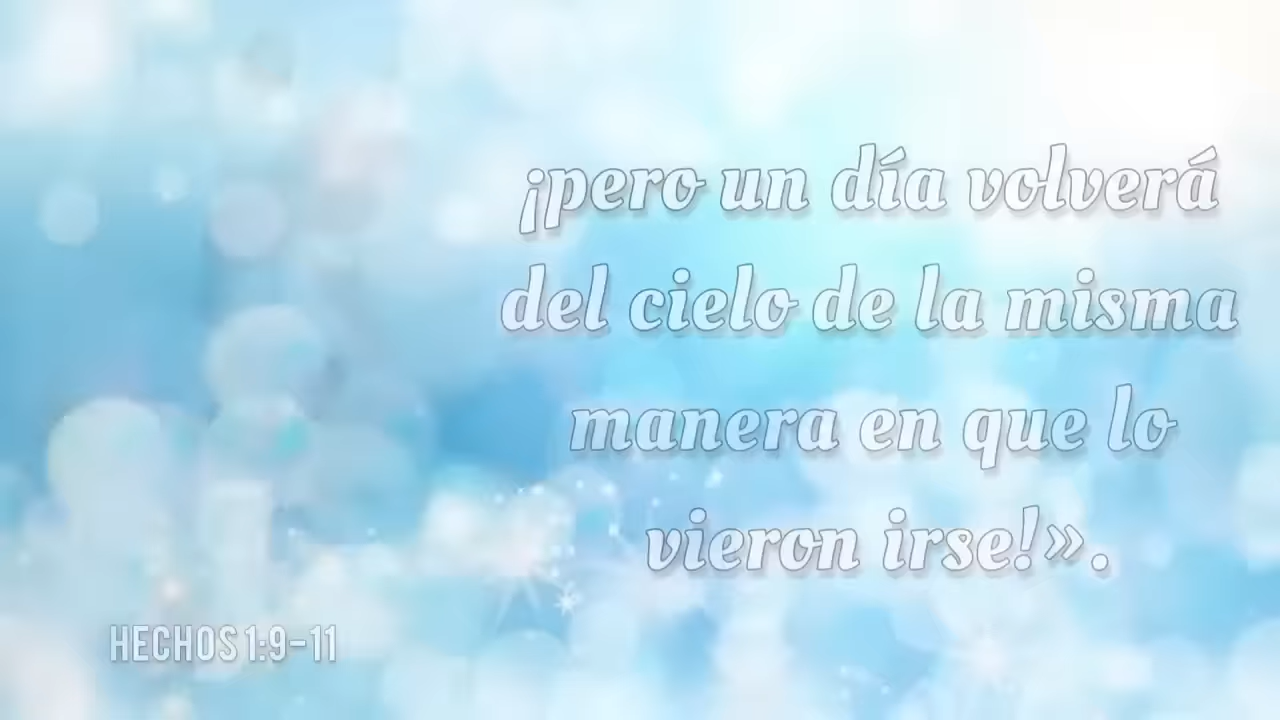 ¡pero un día volverá
del cielo de la misma
manera en que lo
vieron irse!».
HECHOS 1:9-11